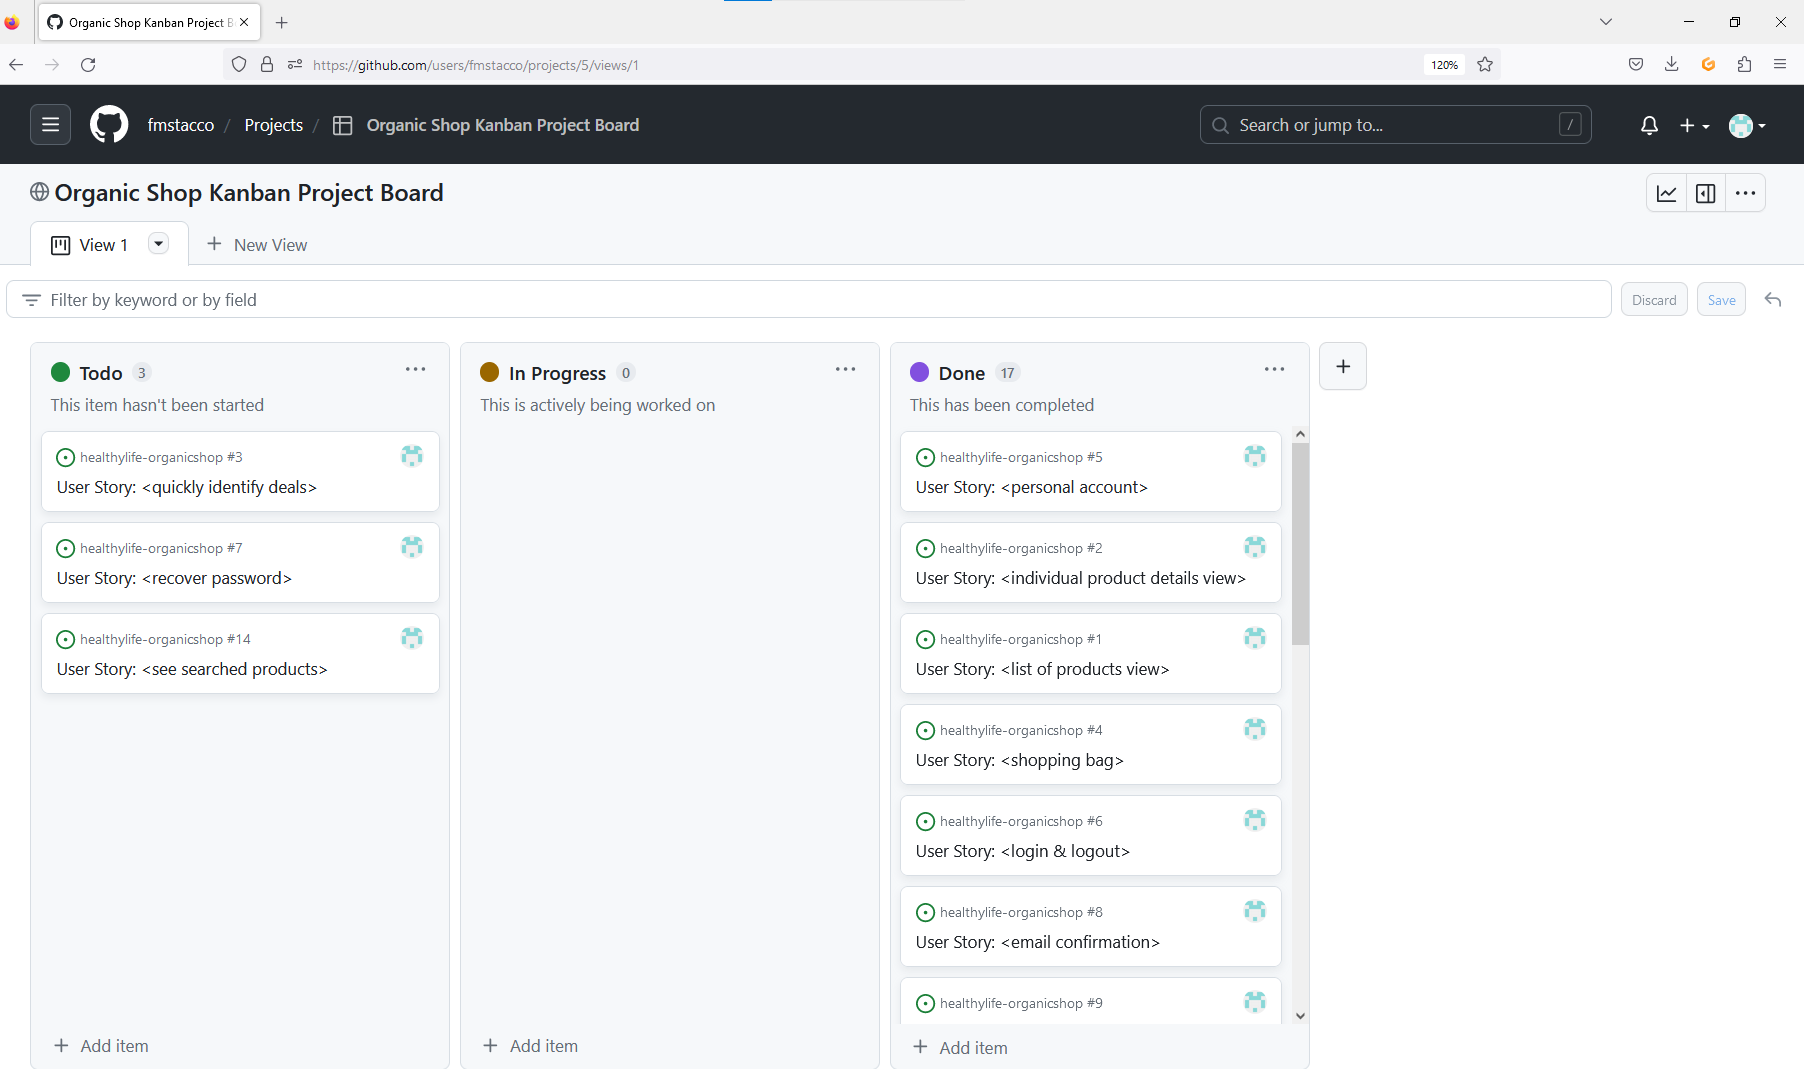 Organic Shop Kanban Project B
https://github.com/users/fmstacco/projects/5/views/1
120%
fmstacco / Projects / Organic Shop Kanban Project Board
Search or jump to...
/
Organic Shop Kanban Project Board
View 1
New View
Filter by keyword or by field
Discard
Save
Todo 3
This item hasn't been started
healthylife-organicshop #3
User Story: <quickly identify deals>
healthylife-organicshop #7
User Story: <recover password>
healthylife-organicshop #14
User Story: <see searched products>
Add item
In Progress 0
This is actively being worked on
Add item
Done 17
This has been completed
healthylife-organicshop #5
User Story: <personal account>
healthylife-organicshop #2
User Story: <individual product details view>
healthylife-organicshop #1
User Story: <list of products view>
healthylife-organicshop #4
User Story: <shopping bag>
healthylife-organicshop #6
User Story: <login & logout>
healthylife-organicshop #8
User Story: <email confirmation>
healthylife-organicshop #9
Add item